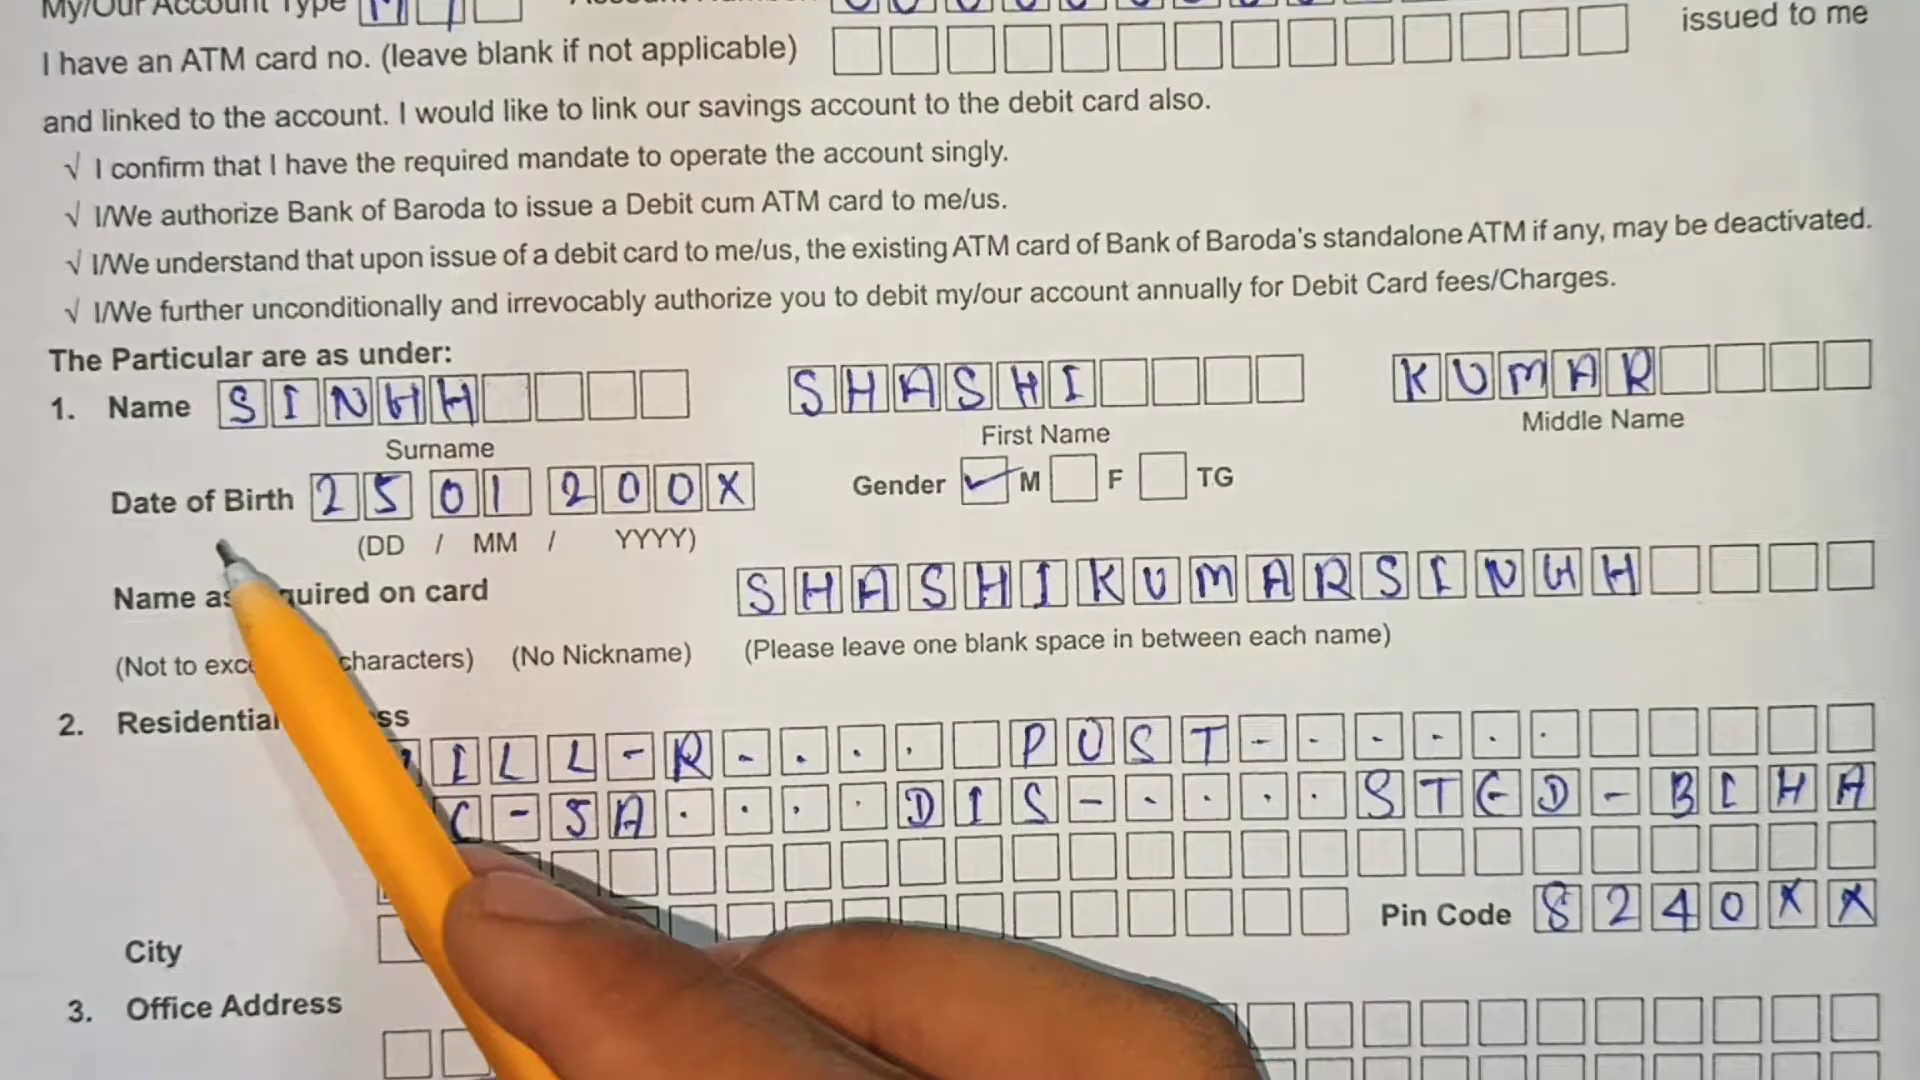 My/Our Account Type
I have an ATM card no. (leave blank if not applicable) issued to me
and linked to the account. I would like to link our savings account to the debit card also.
√ I confirm that I have the required mandate to operate the account singly.
√ I/We authorize Bank of Baroda to issue a Debit cum ATM card to me/us.
√ I/We understand that upon issue of a debit card to me/us, the existing ATM card of Bank of Baroda's standalone ATM if any, may be deactivated.
√ I/We further unconditionally and irrevocably authorize you to debit my/our account annually for Debit Card fees/Charges.
The Particular are as under:
1. Name SINHH SHASHI KUMAR
Surname First Name Middle Name
Date of Birth 25 01 200X Gender ✓ M F TG
(DD / MM / YYYY)
Name as quired on card SHASHIKUMARSINHH
(Not to characters) (No Nickname) (Please leave one blank space in between each name)
2. Residential ss
ILL-R.... POST------
C-SA.... DIS-.... - BIHA
Pin Code 8240XX
City
3. Office Address